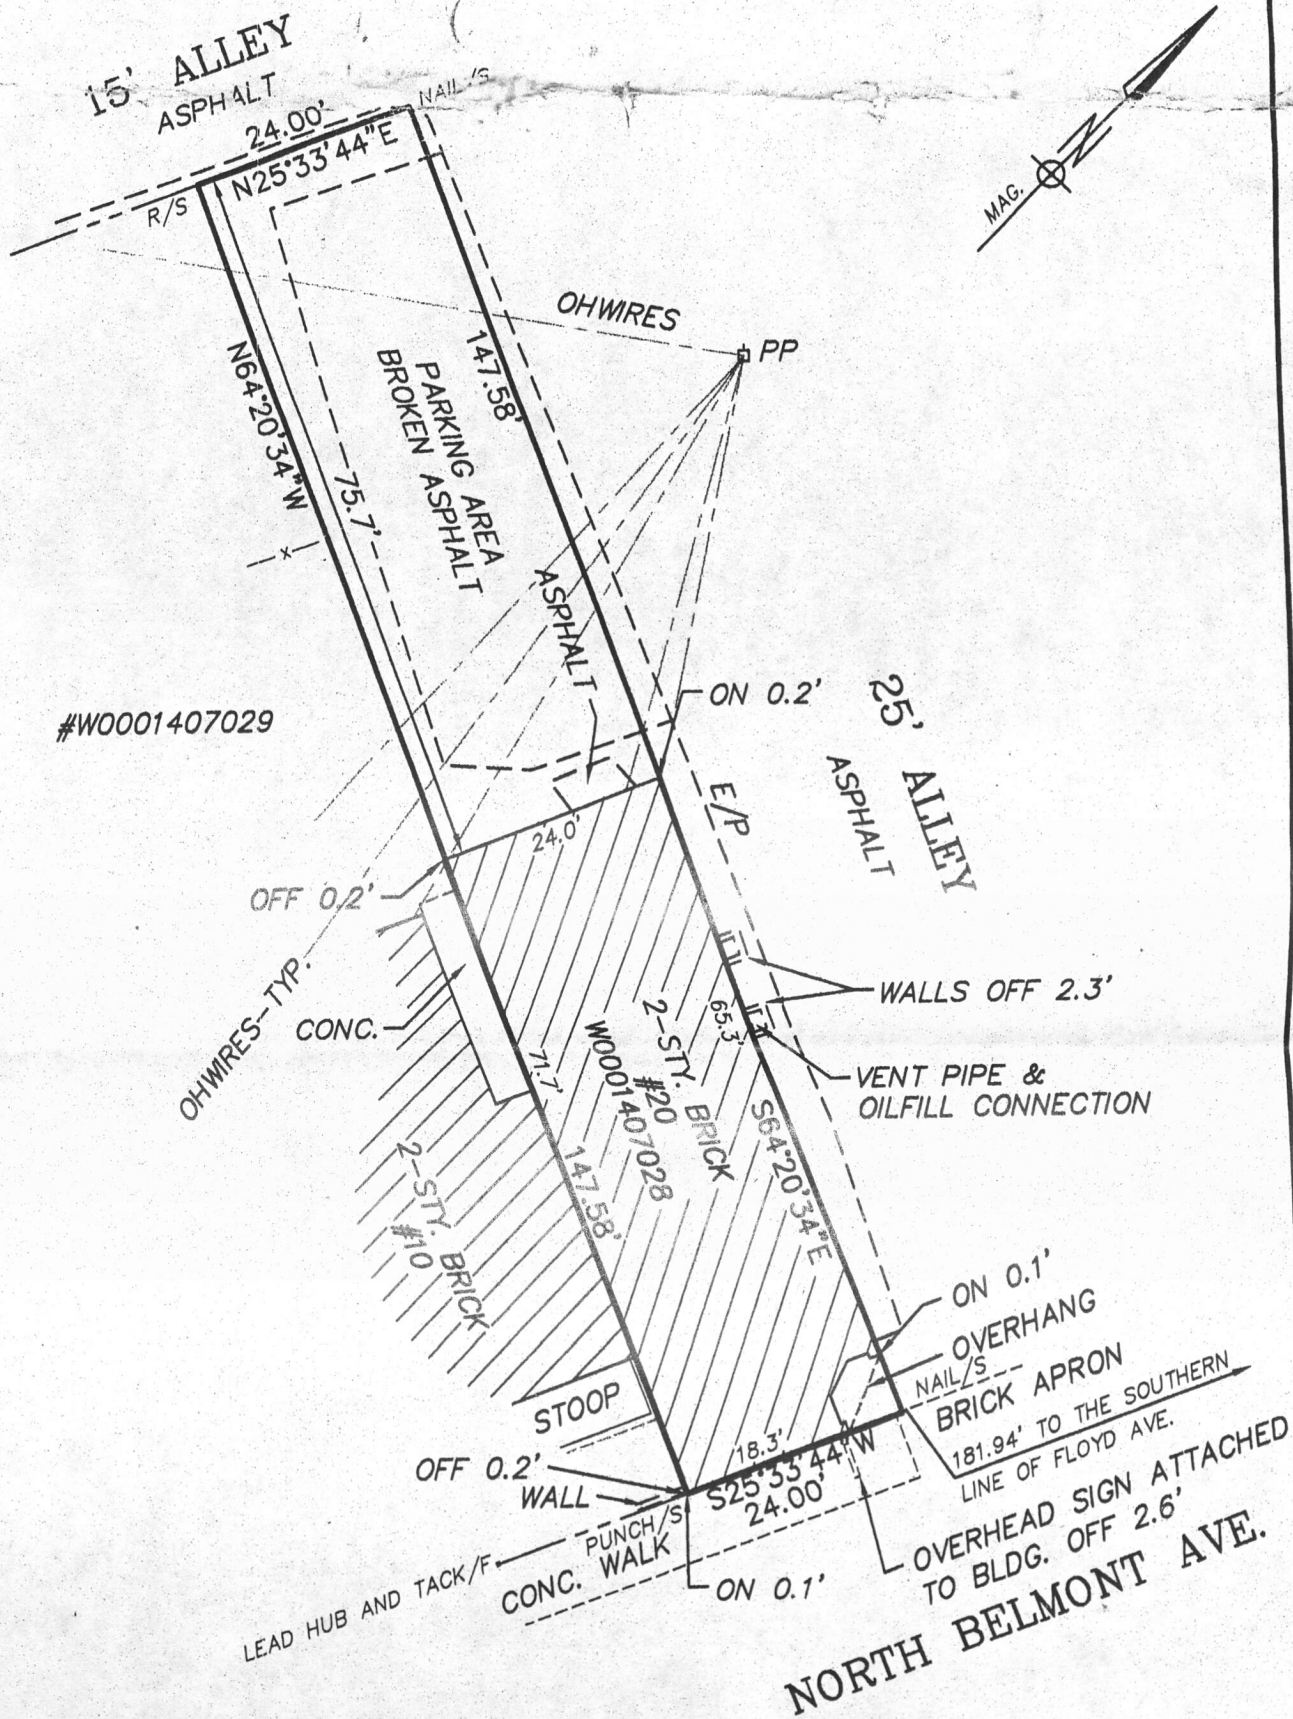 15' ALLEY
ASPHALT
24.00'
N25°33'44"E
NAIL/S
R/S
MAG.
N
OHWIRES
PP
N64°20'34"W
147.58'
PARKING AREA
BROKEN ASPHALT
75.7'
x
ASPHALT
ON 0.2'
#W0001407029
25' ALLEY
ASPHALT
E/P
24.0'
OFF 0.2'
OHWIRES-TYP.
CONC.
WALLS OFF 2.3'
65.3'
VENT PIPE &
OILFILL CONNECTION
71.7'
2-STY. BRICK
#20
W0001407028
S64°20'34"E
147.58'
2-STY. BRICK
#10
ON 0.1'
OVERHANG
NAIL/S
BRICK APRON
181.94' TO THE SOUTHERN
LINE OF FLOYD AVE.
STOOP
18.3'
S25°33'44"W
24.00'
OFF 0.2'
WALL
PUNCH/S
LEAD HUB AND TACK/F
CONC. WALK
ON 0.1'
OVERHEAD SIGN ATTACHED
TO BLDG. OFF 2.6'
NORTH BELMONT AVE.